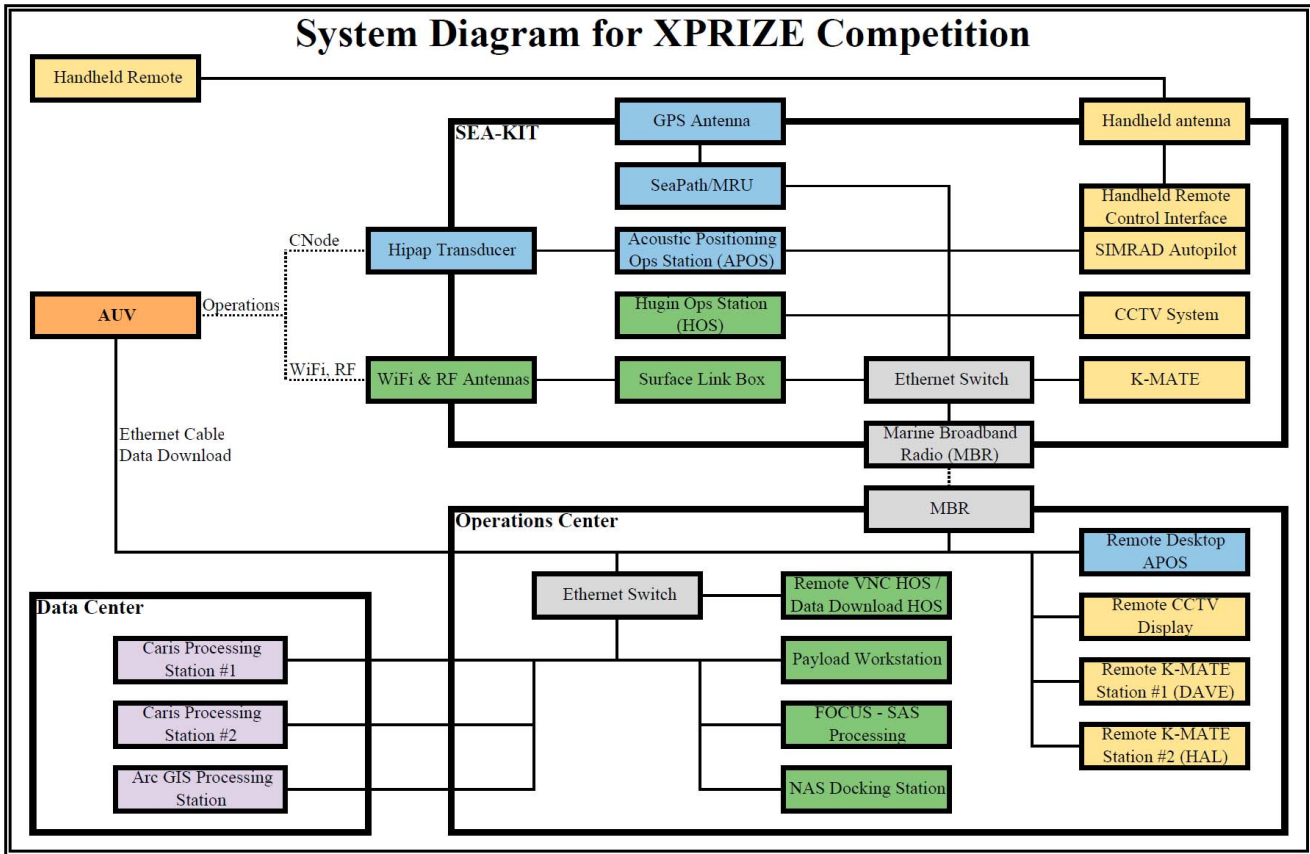 System Diagram for XPRIZE Competition
Handheld Remote
SEA-KIT
GPS Antenna
Handheld antenna
SeaPath/MRU
Handheld Remote
Control Interface
CNode
Hipap Transducer
Acoustic Positioning
Ops Station (APOS)
SIMRAD Autopilot
AUV
Operations
Hugin Ops Station
(HOS)
CCTV System
WiFi, RF
WiFi & RF Antennas
Surface Link Box
Ethernet Switch
K-MATE
Ethernet Cable
Data Download
Marine Broadband
Radio (MBR)
MBR
Operations Center
Remote Desktop
APOS
Ethernet Switch
Remote VNC HOS /
Data Download HOS
Remote CCTV
Display
Data Center
Caris Processing
Station #1
Payload Workstation
Remote K-MATE
Station #1 (DAVE)
Caris Processing
Station #2
FOCUS - SAS
Processing
Remote K-MATE
Station #2 (HAL)
Arc GIS Processing
Station
NAS Docking Station